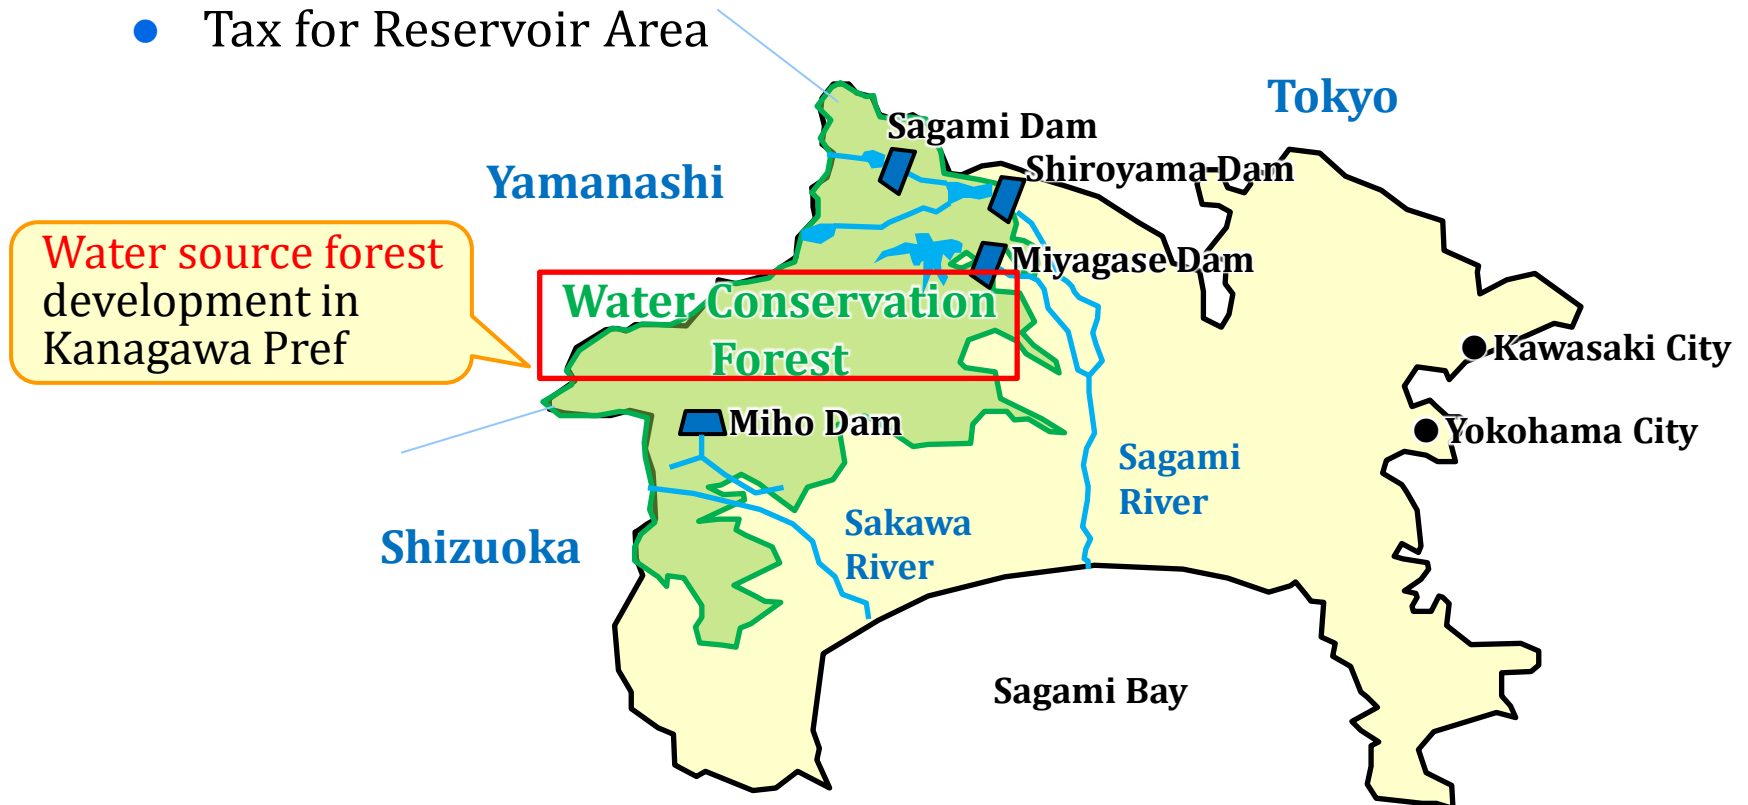 Tax for Reservoir Area
Tokyo
Sagami Dam
Shiroyama Dam
Yamanashi
Water source forest
development in
Kanagawa Pref
Miyagase Dam
Water Conservation
Forest
Kawasaki City
Miho Dam
Yokohama City
Sagami
River
Sakawa
River
Shizuoka
Sagami Bay